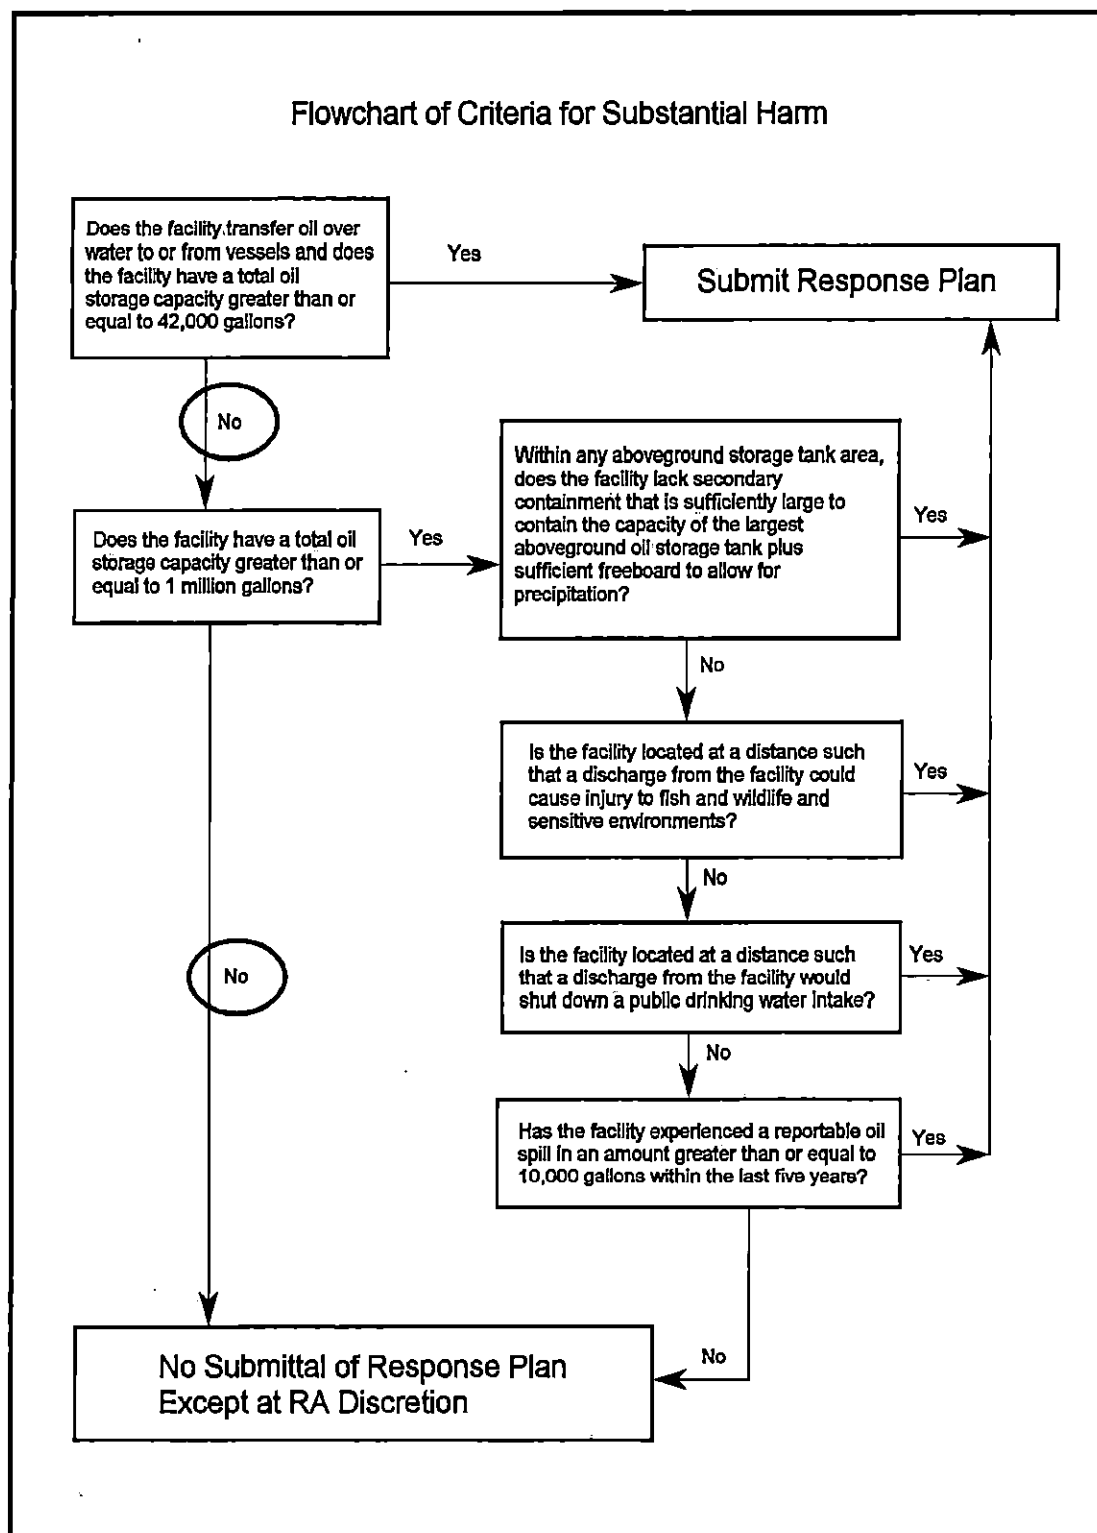 Flowchart of Criteria for Substantial Harm
Does the facility transfer oil over
water to or from vessels and does
the facility have a total oil
storage capacity greater than or
equal to 42,000 gallons?
Yes
Submit Response Plan
No
Does the facility have a total oil
storage capacity greater than or
equal to 1 million gallons?
Yes
Within any aboveground storage tank area,
does the facility lack secondary
containment that is sufficiently large to
contain the capacity of the largest
aboveground oil storage tank plus
sufficient freeboard to allow for
precipitation?
Yes
No
Is the facility located at a distance such
that a discharge from the facility could
cause injury to fish and wildlife and
sensitive environments?
Yes
No
Is the facility located at a distance such
that a discharge from the facility would
shut down a public drinking water intake?
Yes
No
No
Has the facility experienced a reportable oil
spill in an amount greater than or equal to
10,000 gallons within the last five years?
Yes
No
No Submittal of Response Plan
Except at RA Discretion